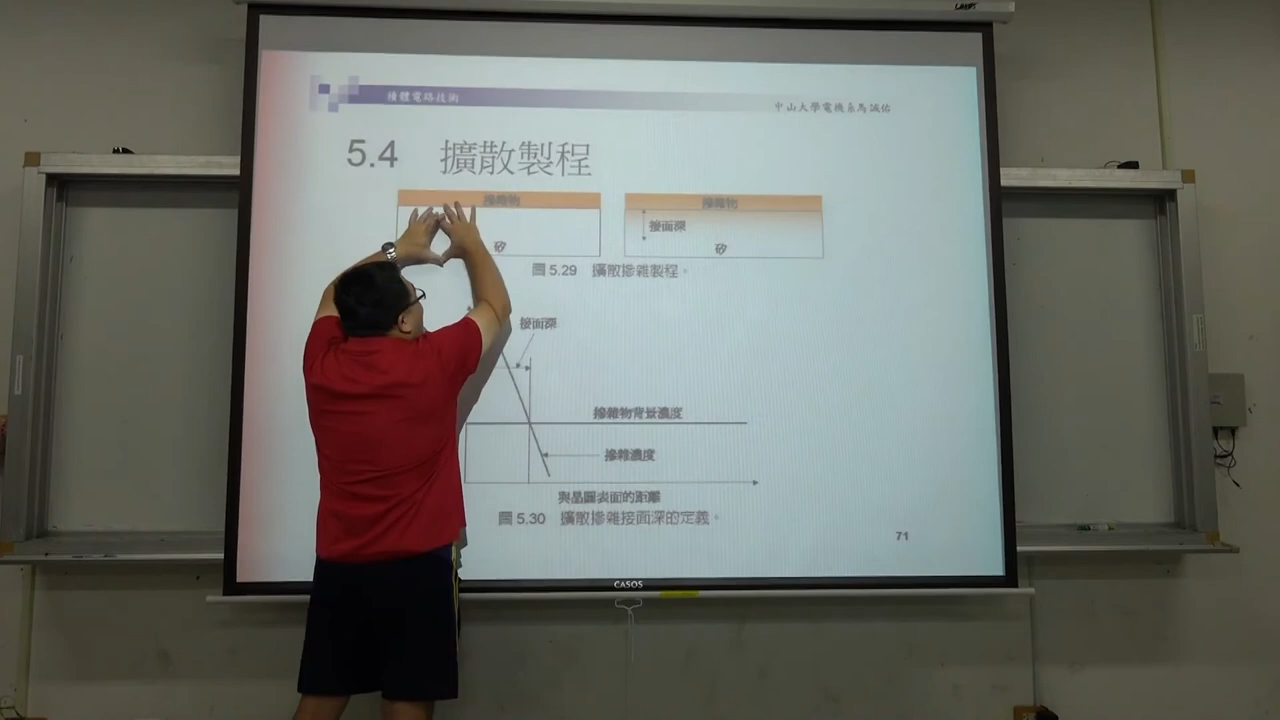 積體電路技術
中山大學電機系馬誠佑
5.4 擴散製程
摻雜物
摻雜物
接面深
矽
矽
圖 5.29 擴散摻雜製程。
接面深
摻雜物背景濃度
摻雜濃度
與晶圓表面的距離
圖 5.30 擴散摻雜接面深的定義。
71
CASOS